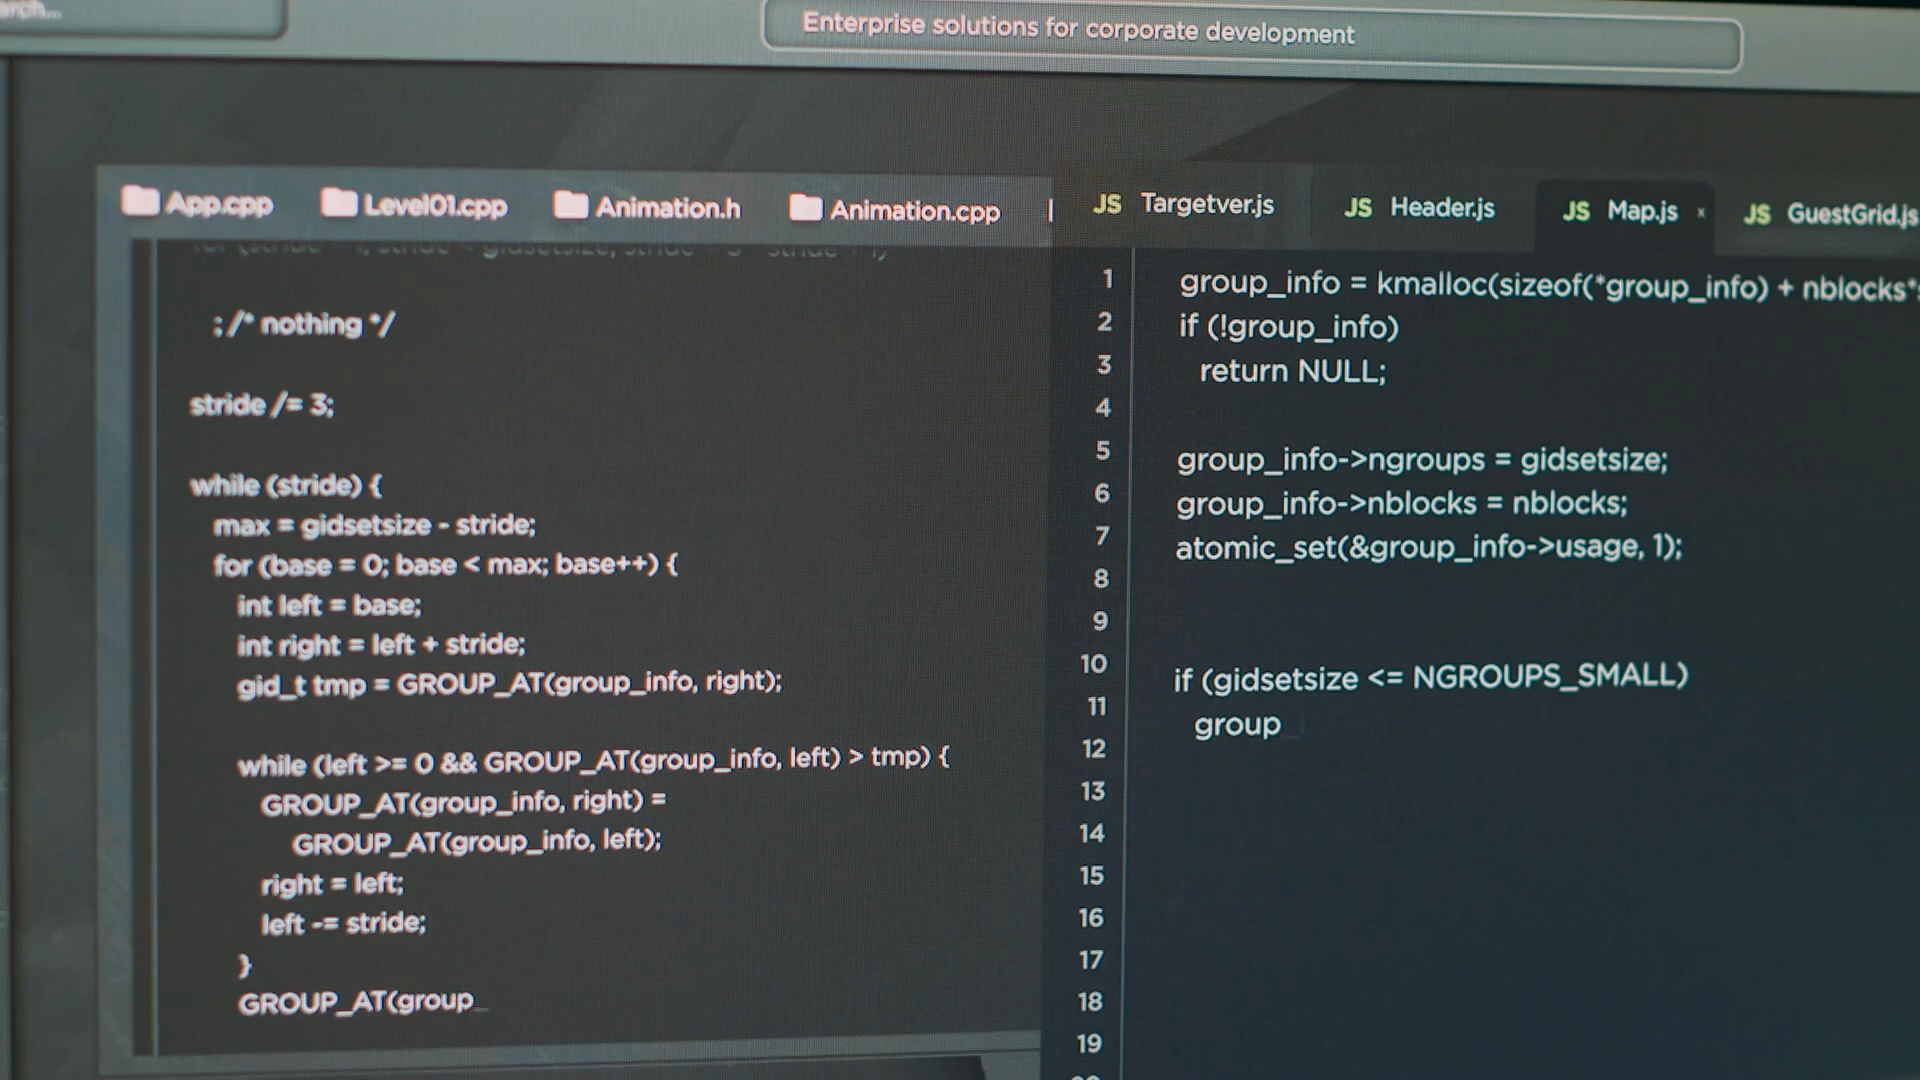 Enterprise solutions for corporate development
App.cpp
Level01.cpp
Animation.h
Animation.cpp
; /* nothing */
stride /= 3;
while (stride) {
max = gidsetsize - stride;
for (base = 0; base < max; base++) {
int left = base;
int right = left + stride;
gid_t tmp = GROUP_AT(group_info, right);
while (left >= 0 && GROUP_AT(group_info, left) > tmp) {
GROUP_AT(group_info, right) =
GROUP_AT(group_info, left);
right = left;
left -= stride;
}
GROUP_AT(group_
JS Targetver.js
JS Header.js
JS Map.js x
JS GuestGrid.js
1 group_info = kmalloc(sizeof(*group_info) + nblocks*
2 if (!group_info)
3 return NULL;
4
5 group_info->ngroups = gidsetsize;
6 group_info->nblocks = nblocks;
7 atomic_set(&group_info->usage, 1);
8
9
10 if (gidsetsize <= NGROUPS_SMALL)
11 group
12
13
14
15
16
17
18
19